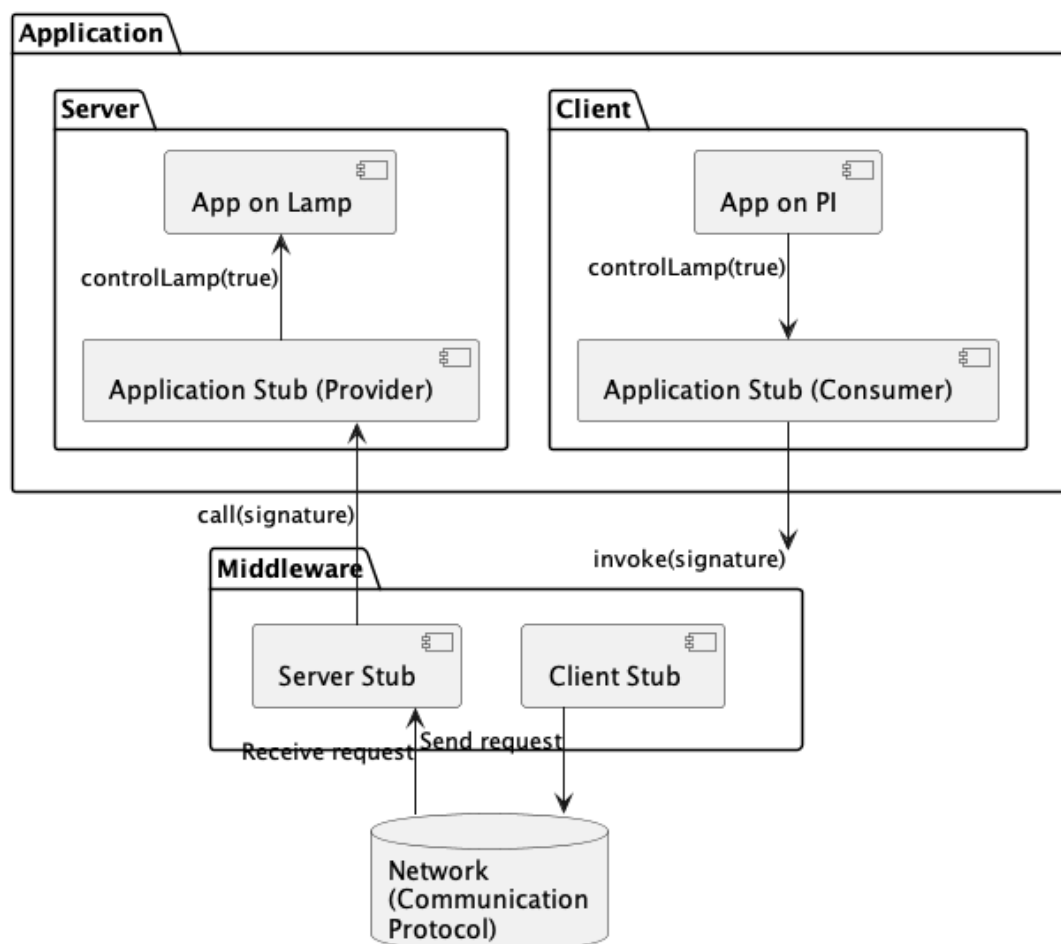 Application
Server
Client
App on Lamp
App on PI
controlLamp(true)
controlLamp(true)
Application Stub (Provider)
Application Stub (Consumer)
call(signature)
invoke(signature)
Middleware
Server Stub
Client Stub
Receive request
Send request
Network
(Communication
Protocol)